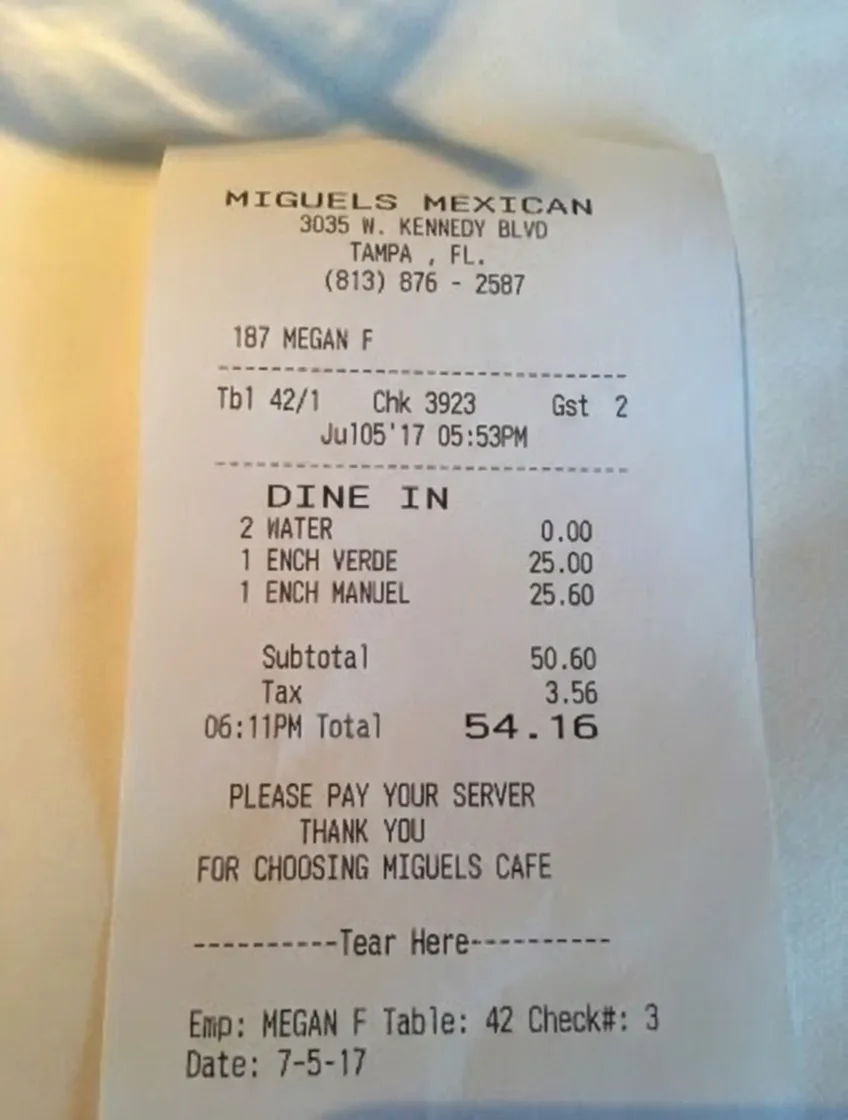 MIGUELS MEXICAN
3035 W. KENNEDY BLVD
TAMPA , FL.
(813) 876 - 2587
187 MEGAN F
--------------------------------
Tbl 42/1 Chk 3923 Gst 2
Jul05'17 05:53PM
--------------------------------
DINE IN
2 WATER 0.00
1 ENCH VERDE 25.00
1 ENCH MANUEL 25.60
Subtotal 50.60
Tax 3.56
06:11PM Total 54.16
PLEASE PAY YOUR SERVER
THANK YOU
FOR CHOOSING MIGUELS CAFE
----------Tear Here----------
Emp: MEGAN F Table: 42 Check#: 3
Date: 7-5-17